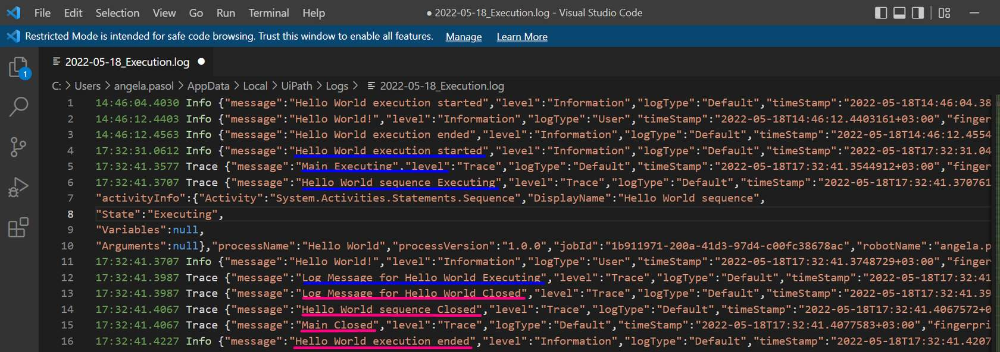 File Edit Selection View Go Run Terminal Help ● 2022-05-18_Execution.log - Visual Studio Code
Restricted Mode is intended for safe code browsing. Trust this window to enable all features. Manage Learn More
2022-05-18_Execution.log ●
1
C: > Users > angela.pasol > AppData > Local > UiPath > Logs > 2022-05-18_Execution.log
1 14:46:04.4030 Info {"message":"Hello World execution started","level":"Information","logType":"Default","timeStamp":"2022-05-18T14:46:04.38
2 14:46:12.4403 Info {"message":"Hello World!","level":"Information","logType":"User","timeStamp":"2022-05-18T14:46:12.4403161+03:00","finger
3 14:46:12.4563 Info {"message":"Hello World execution ended","level":"Information","logType":"Default","timeStamp":"2022-05-18T14:46:12.4554
4 17:32:31.0612 Info {"message":"Hello World execution started","level":"Information","logType":"Default","timeStamp":"2022-05-18T17:32:31.04
5 17:32:41.3577 Trace {"message":"Main Executing","level":"Trace","logType":"Default","timeStamp":"2022-05-18T17:32:41.3544912+03:00","finger
6 17:32:41.3707 Trace {"message":"Hello World sequence Executing","level":"Trace","logType":"Default","timeStamp":"2022-05-18T17:32:41.370761
7 "activityInfo":{"Activity":"System.Activities.Statements.Sequence","DisplayName":"Hello World sequence",
8 "State":"Executing",
9 "Variables":null,
10 "Arguments":null},"processName":"Hello World","processVersion":"1.0.0","jobId":"1b911971-200a-41d3-97d4-c00fc38678ac","robotName":"angela.p
11 17:32:41.3707 Info {"message":"Hello World!","level":"Information","logType":"User","timeStamp":"2022-05-18T17:32:41.3748729+03:00","finger
12 17:32:41.3987 Trace {"message":"Log Message for Hello World Executing","level":"Trace","logType":"Default","timeStamp":"2022-05-18T17:32:41
13 17:32:41.3987 Trace {"message":"Log Message for Hello World Closed","level":"Trace","logType":"Default","timeStamp":"2022-05-18T17:32:41.39
14 17:32:41.4067 Trace {"message":"Hello World sequence Closed","level":"Trace","logType":"Default","timeStamp":"2022-05-18T17:32:41.4067572+0
15 17:32:41.4067 Trace {"message":"Main Closed","level":"Trace","logType":"Default","timeStamp":"2022-05-18T17:32:41.4077583+03:00","fingerpri
16 17:32:41.4227 Info {"message":"Hello World execution ended","level":"Information","logType":"Default","timeStamp":"2022-05-18T17:32:41.4207